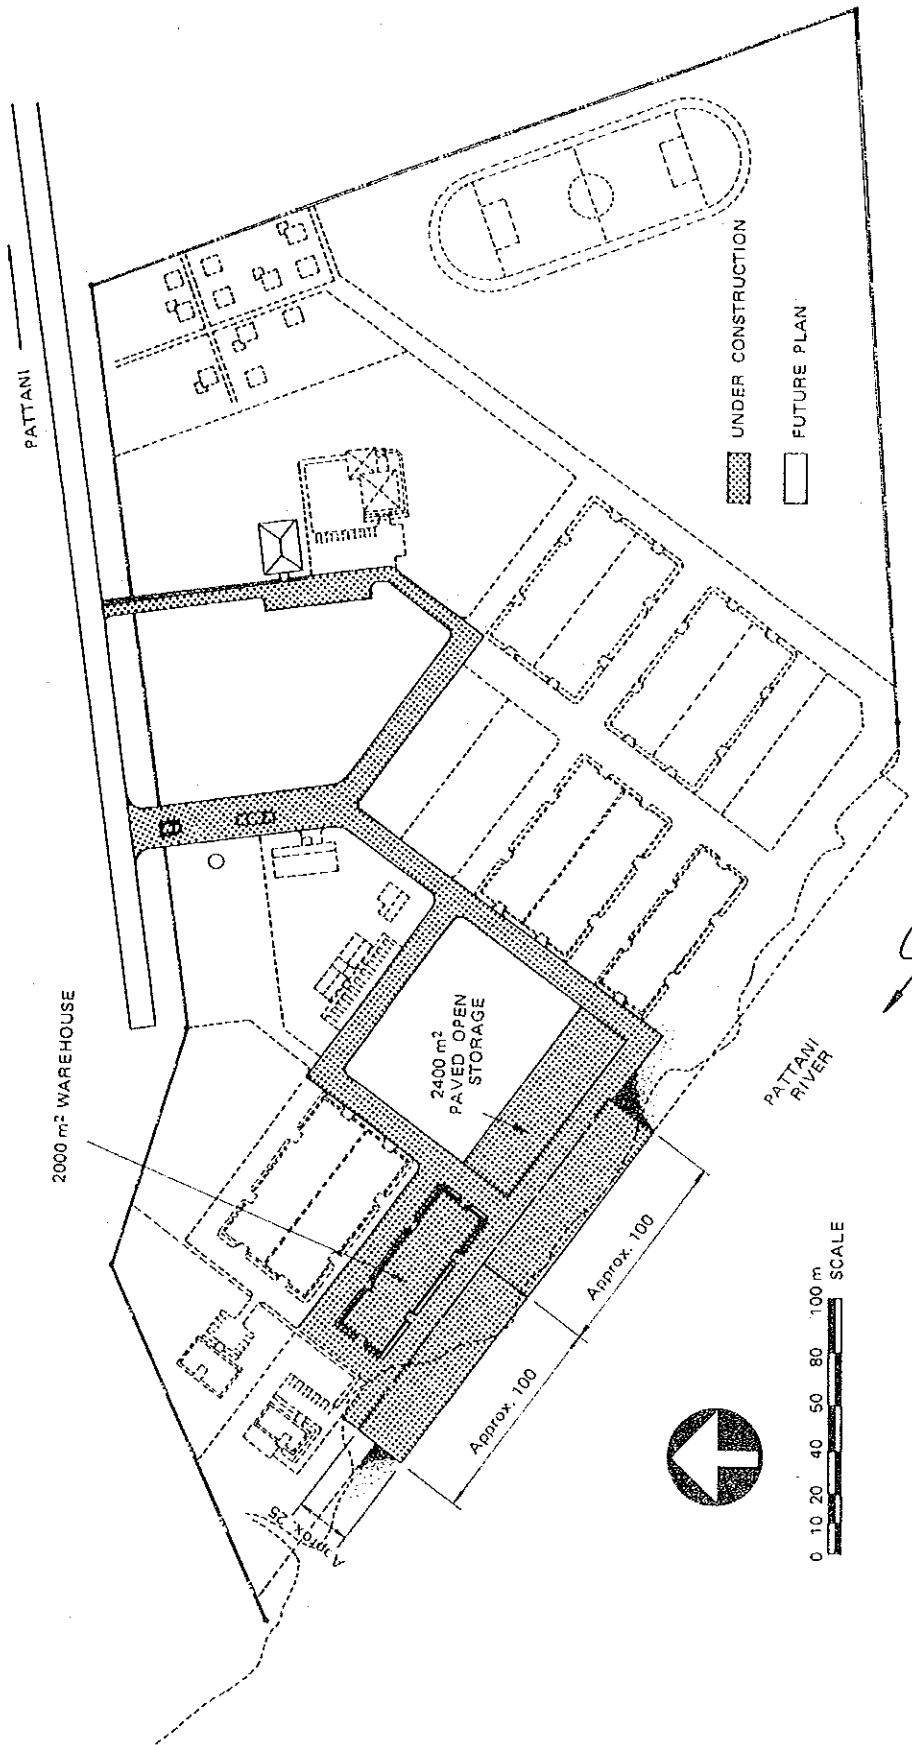 PATTANI
2000 m² WAREHOUSE
2400 m²
PAVED OPEN
STORAGE
UNDER CONSTRUCTION
FUTURE PLAN
PATTANI
RIVER
Approx. 25
Approx. 100
Approx. 100
0 10 20 40 50 80 100 m
SCALE